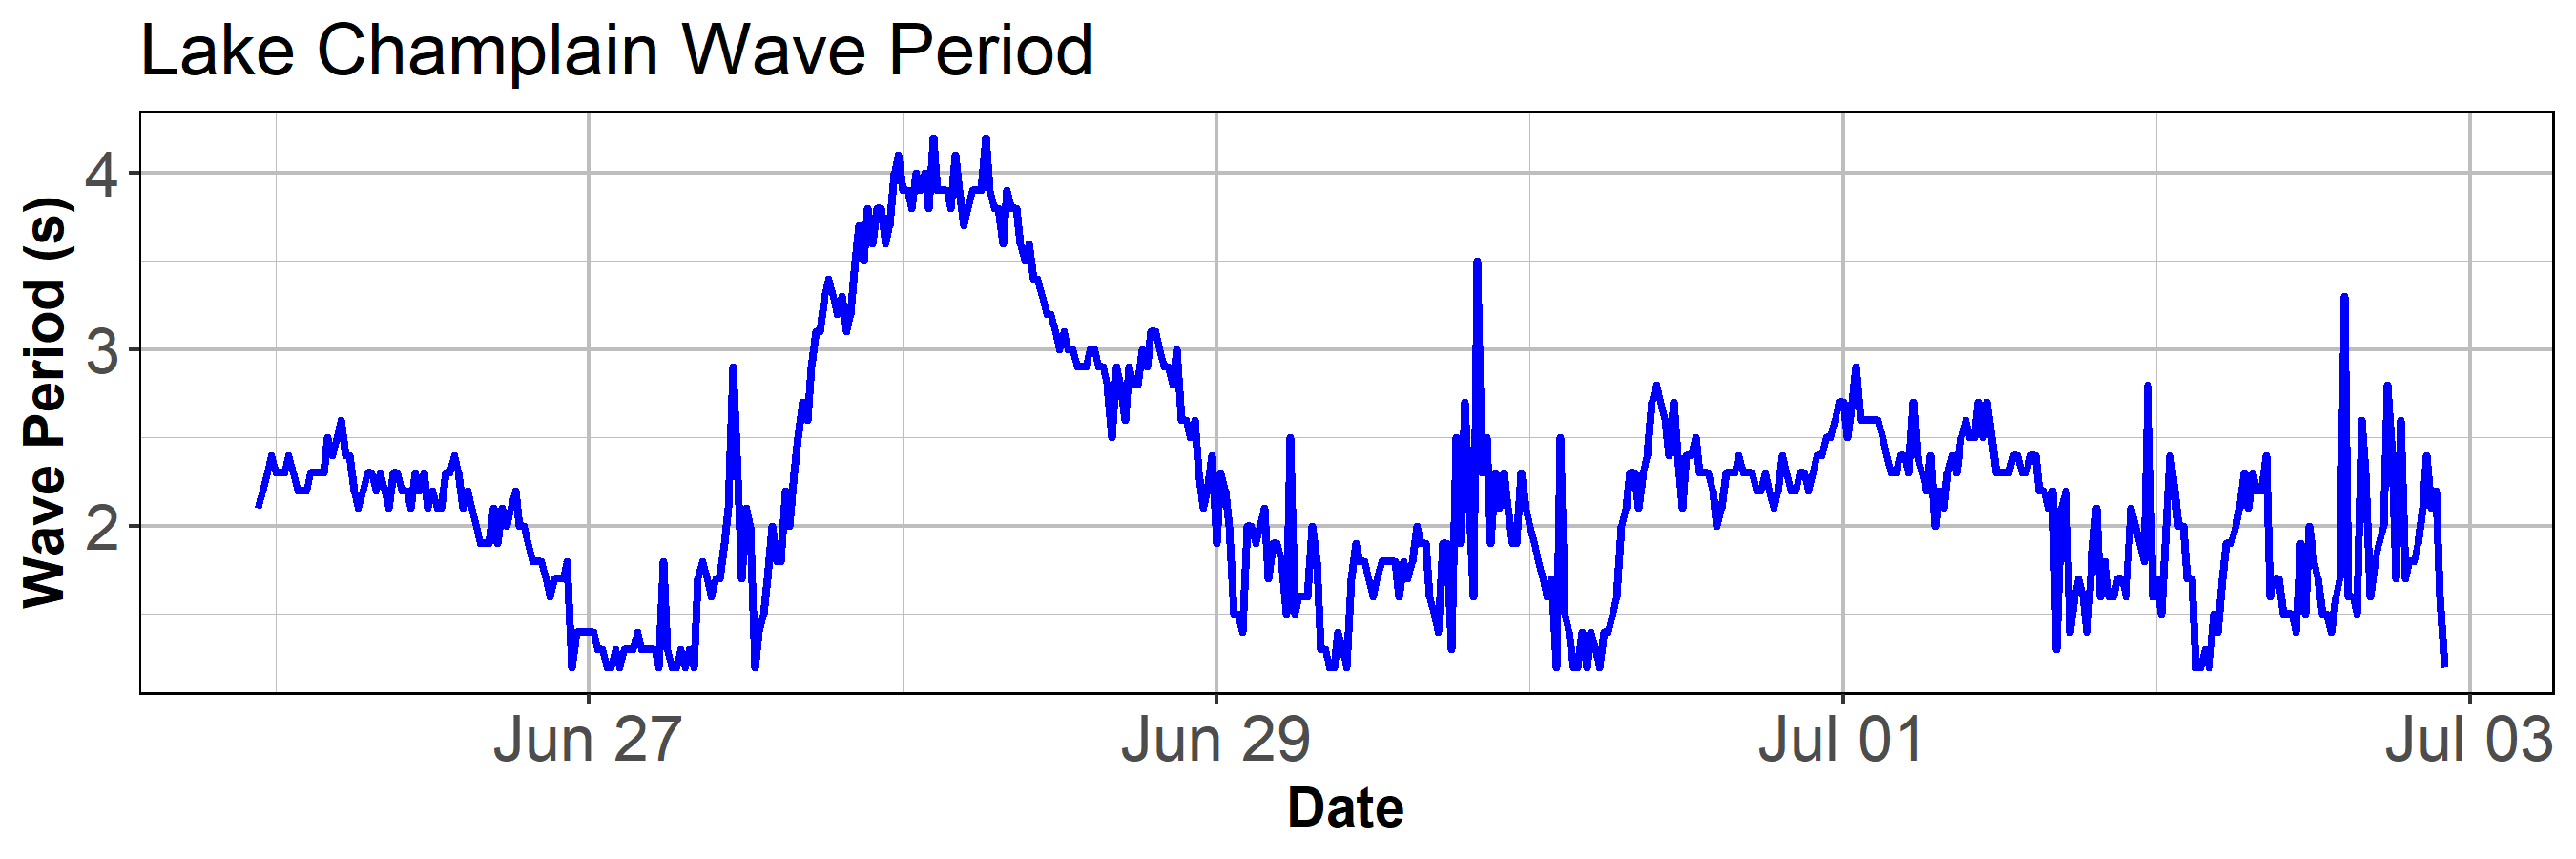 Lake Champlain Wave Period
Wave Period (s)
4
3
2
Jun 27
Jun 29
Jul 01
Jul 03
Date